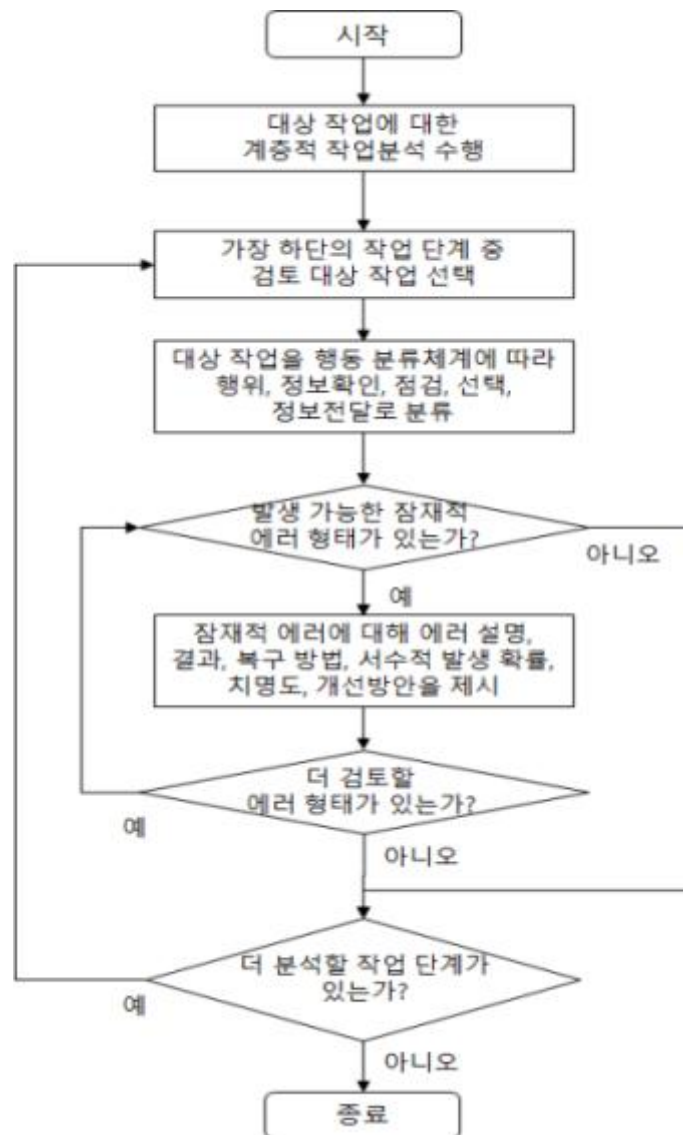 시작
대상 작업에 대한
계층적 작업분석 수행
가장 하단의 작업 단계 중
검토 대상 작업 선택
대상 작업을 행동 분류체계에 따라
행위, 정보확인, 점검, 선택,
정보전달로 분류
발생 가능한 잠재적
에러 형태가 있는가?
아니오
예
잠재적 에러에 대해 에러 설명,
결과, 복구 방법, 서수적 발생 확률,
치명도, 개선방안을 제시
더 검토할
에러 형태가 있는가?
예
아니오
더 분석할 작업 단계가
있는가?
예
아니오
종료